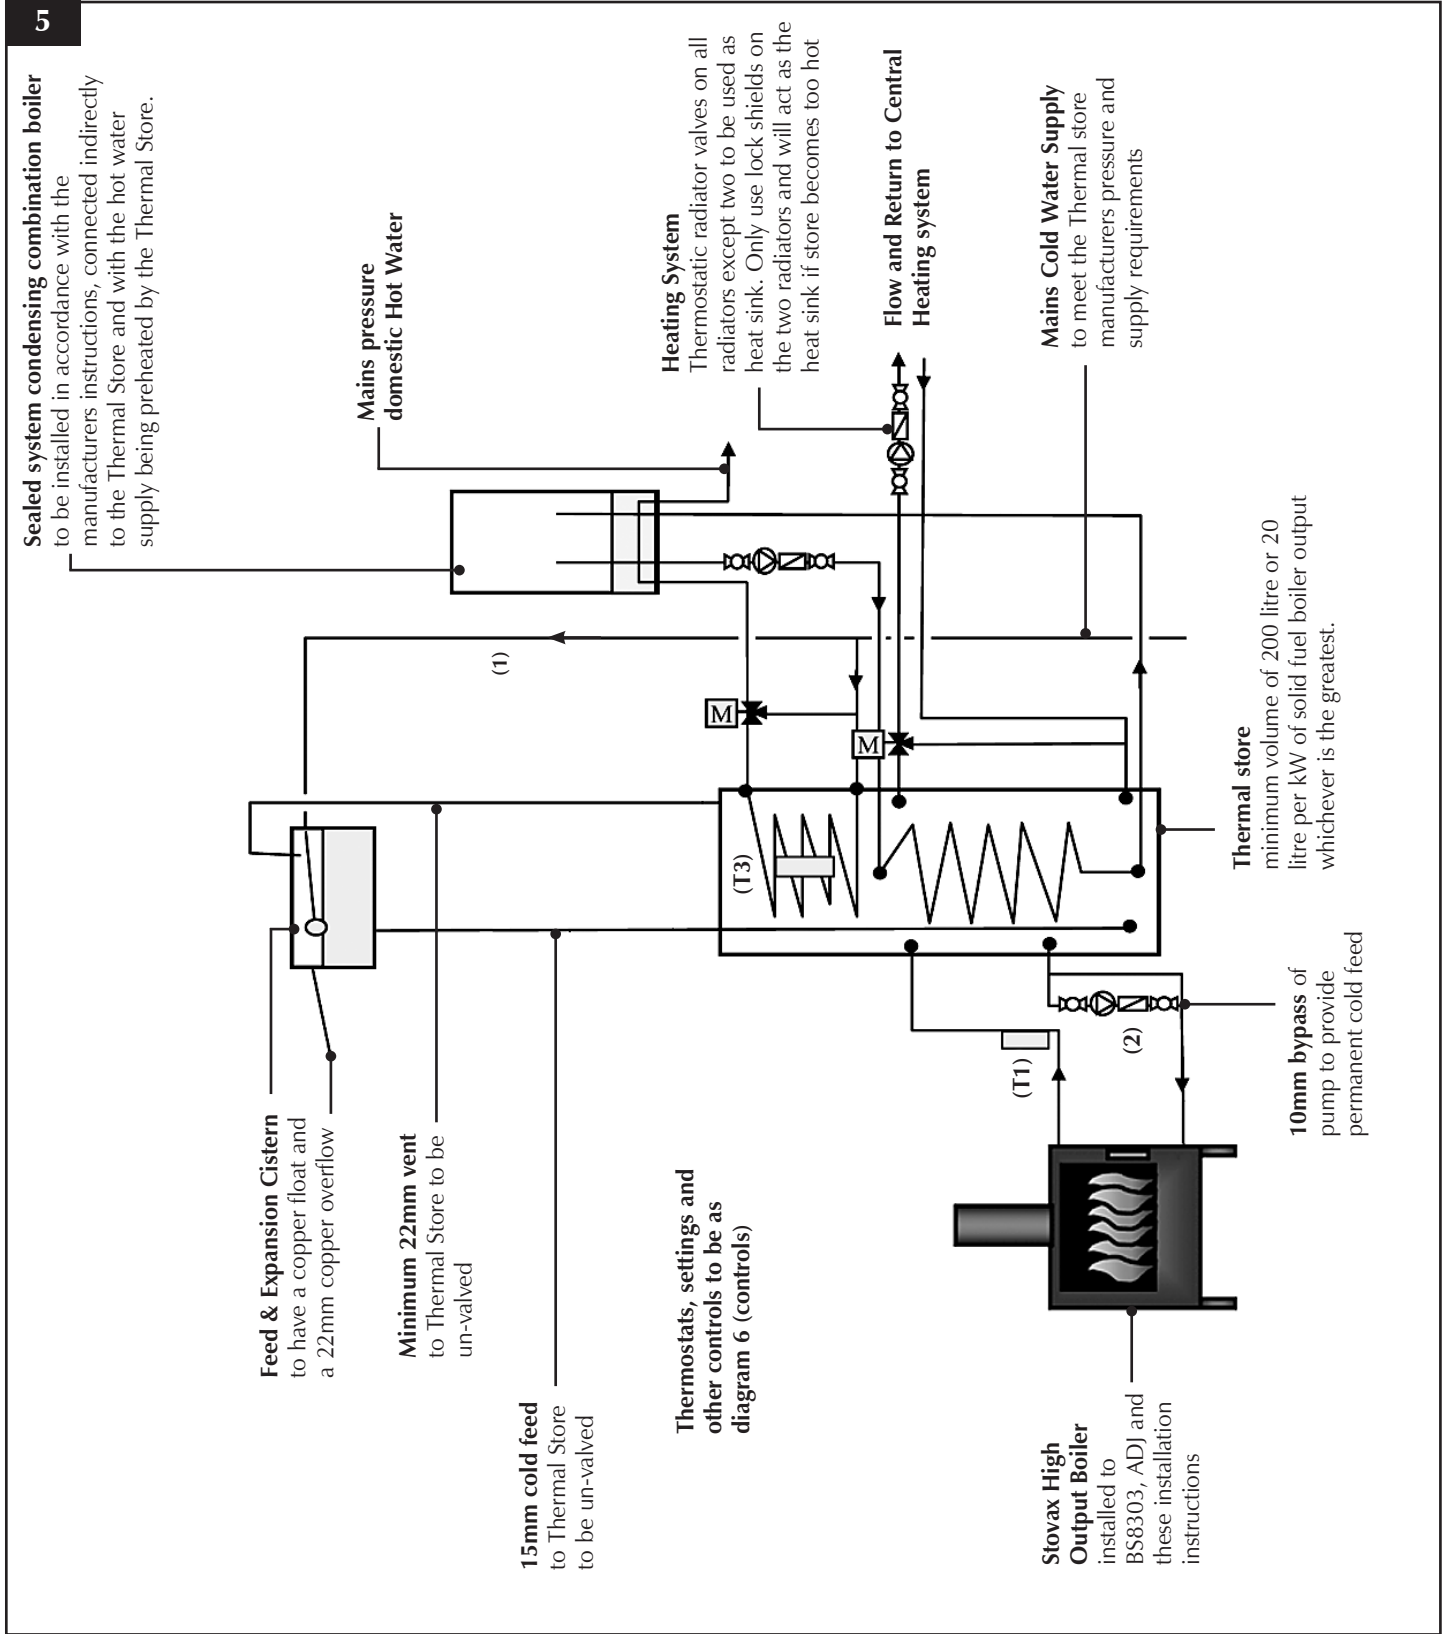 5
Sealed system condensing combination boiler
to be installed in accordance with the
manufacturers instructions, connected indirectly
to the Thermal Store and with the hot water
supply being preheated by the Thermal Store.
Mains pressure
domestic Hot Water
Heating System
Thermostatic radiator valves on all
radiators except two to be used as
heat sink. Only use lock shields on
the two radiators and will act as the
heat sink if store becomes too hot
Flow and Return to Central
Heating system
Mains Cold Water Supply
to meet the Thermal store
manufacturers pressure and
supply requirements
(1)
M
M
(T3)
Thermal store
minimum volume of 200 litre or 20
litre per kW of solid fuel boiler output
whichever is the greatest.
(T1)
(2)
10mm bypass of
pump to provide
permanent cold feed
Feed & Expansion Cistern
to have a copper float and
a 22mm copper overflow
Minimum 22mm vent
to Thermal Store to be
un-valved
15mm cold feed
to Thermal Store
to be un-valved
Thermostats, settings and
other controls to be as
diagram 6 (controls)
Stovax High
Output Boiler
installed to
BS8303, ADJ and
these installation
instructions